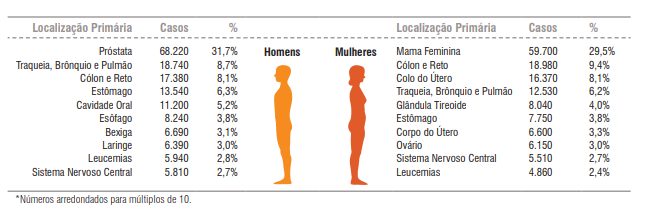 Localização Primária Casos % Homens Mulheres Localização Primária Casos %
Próstata 68.220 31,7% Mama Feminina 59.700 29,5%
Traqueia, Brônquio e Pulmão 18.740 8,7% Cólon e Reto 18.980 9,4%
Cólon e Reto 17.380 8,1% Colo do Útero 16.370 8,1%
Estômago 13.540 6,3% Traqueia, Brônquio e Pulmão 12.530 6,2%
Cavidade Oral 11.200 5,2% Glândula Tireoide 8.040 4,0%
Esôfago 8.240 3,8% Estômago 7.750 3,8%
Bexiga 6.690 3,1% Corpo do Útero 6.600 3,3%
Laringe 6.390 3,0% Ovário 6.150 3,0%
Leucemias 5.940 2,8% Sistema Nervoso Central 5.510 2,7%
Sistema Nervoso Central 5.810 2,7% Leucemias 4.860 2,4%
*Números arredondados para múltiplos de 10.